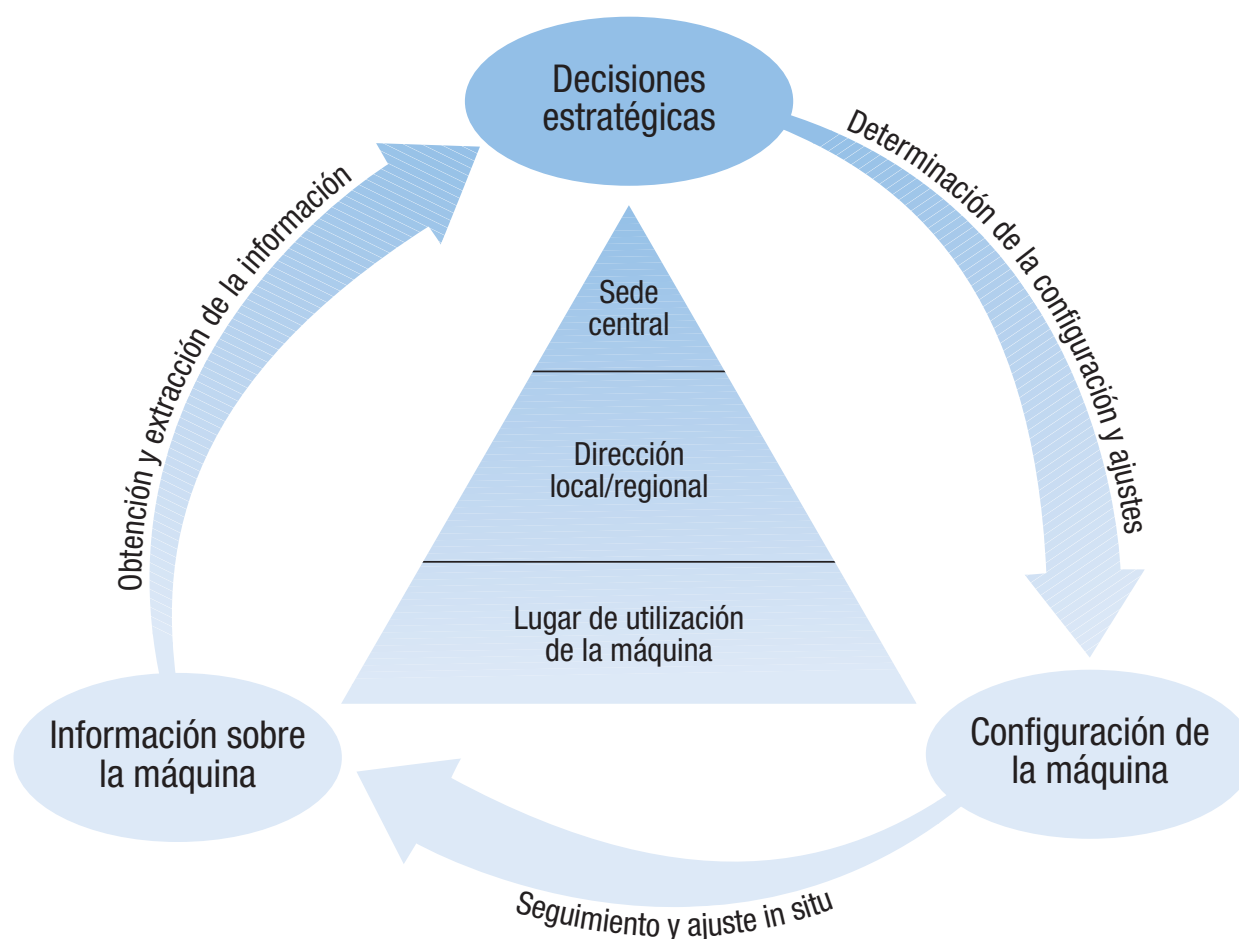 Decisiones
estratégicas
Determinación de la configuración y ajustes
Obtención y extracción de la información
Sede
central
Dirección
local/regional
Lugar de utilización
de la máquina
Información sobre
la máquina
Configuración de
la máquina
Seguimiento y ajuste in situ